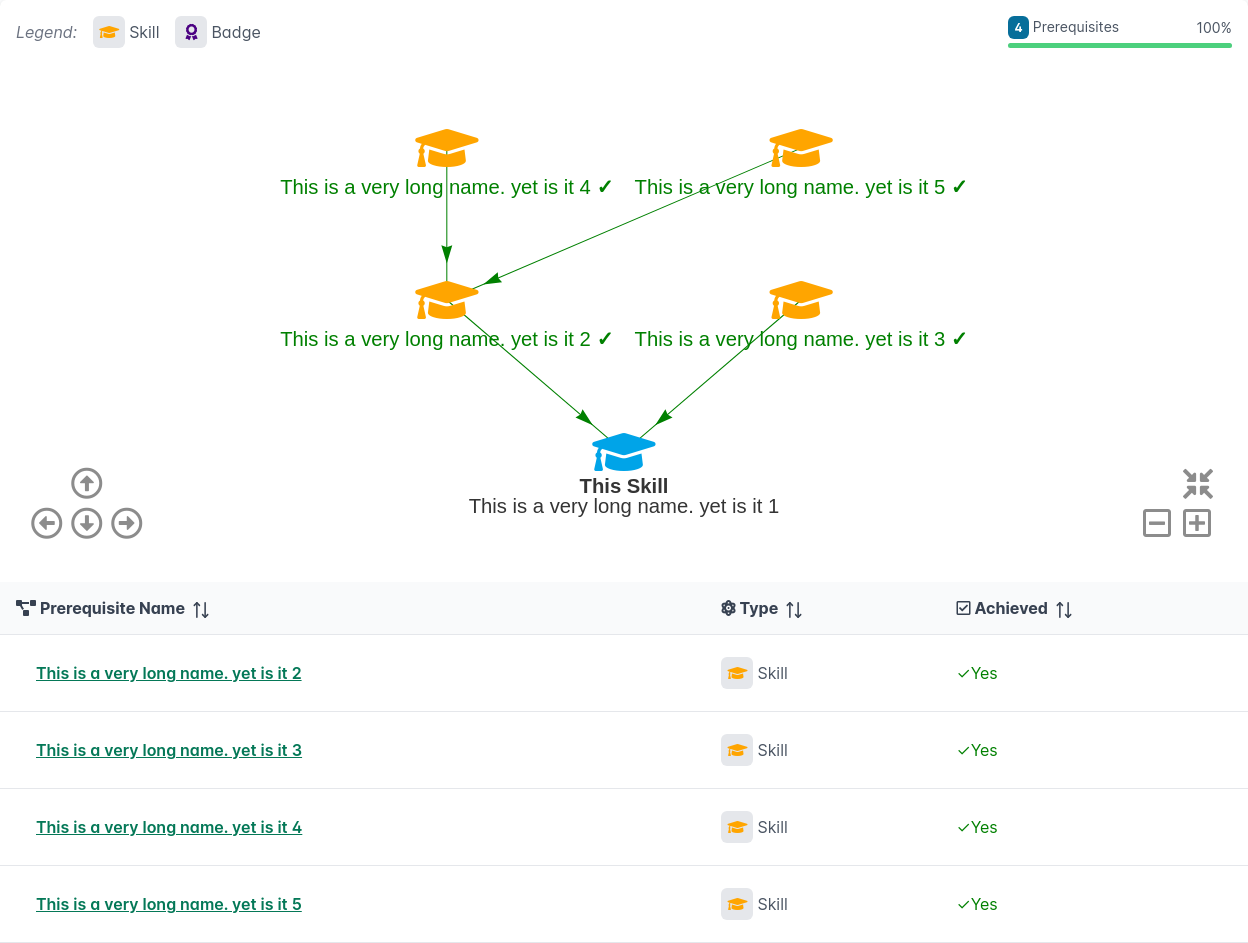 Legend: Skill Badge
4 Prerequisites 100%
This is a very long name. yet is it 4 ✓ This is a very long name. yet is it 5 ✓
This is a very long name. yet is it 2 ✓ This is a very long name. yet is it 3 ✓
This Skill
This is a very long name. yet is it 1
Prerequisite Name Type Achieved
This is a very long name. yet is it 2 Skill ✓Yes
This is a very long name. yet is it 3 Skill ✓Yes
This is a very long name. yet is it 4 Skill ✓Yes
This is a very long name. yet is it 5 Skill ✓Yes